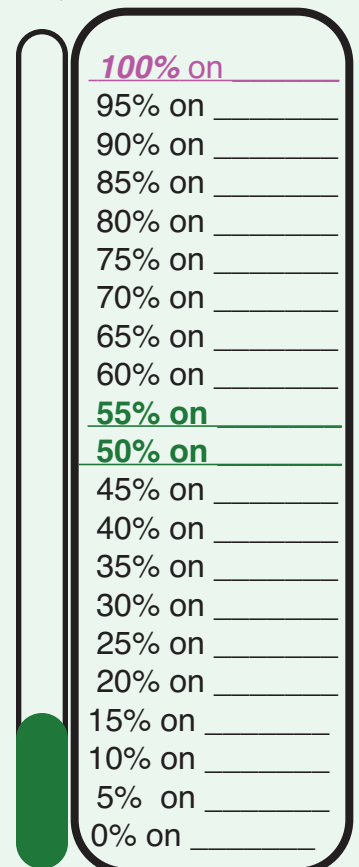 100% on _______
95% on _______
90% on _______
85% on _______
80% on _______
75% on _______
70% on _______
65% on _______
60% on _______
55% on _______
50% on _______
45% on _______
40% on _______
35% on _______
30% on _______
25% on _______
20% on _______
15% on _______
10% on _______
5%  on _______
0% on _______